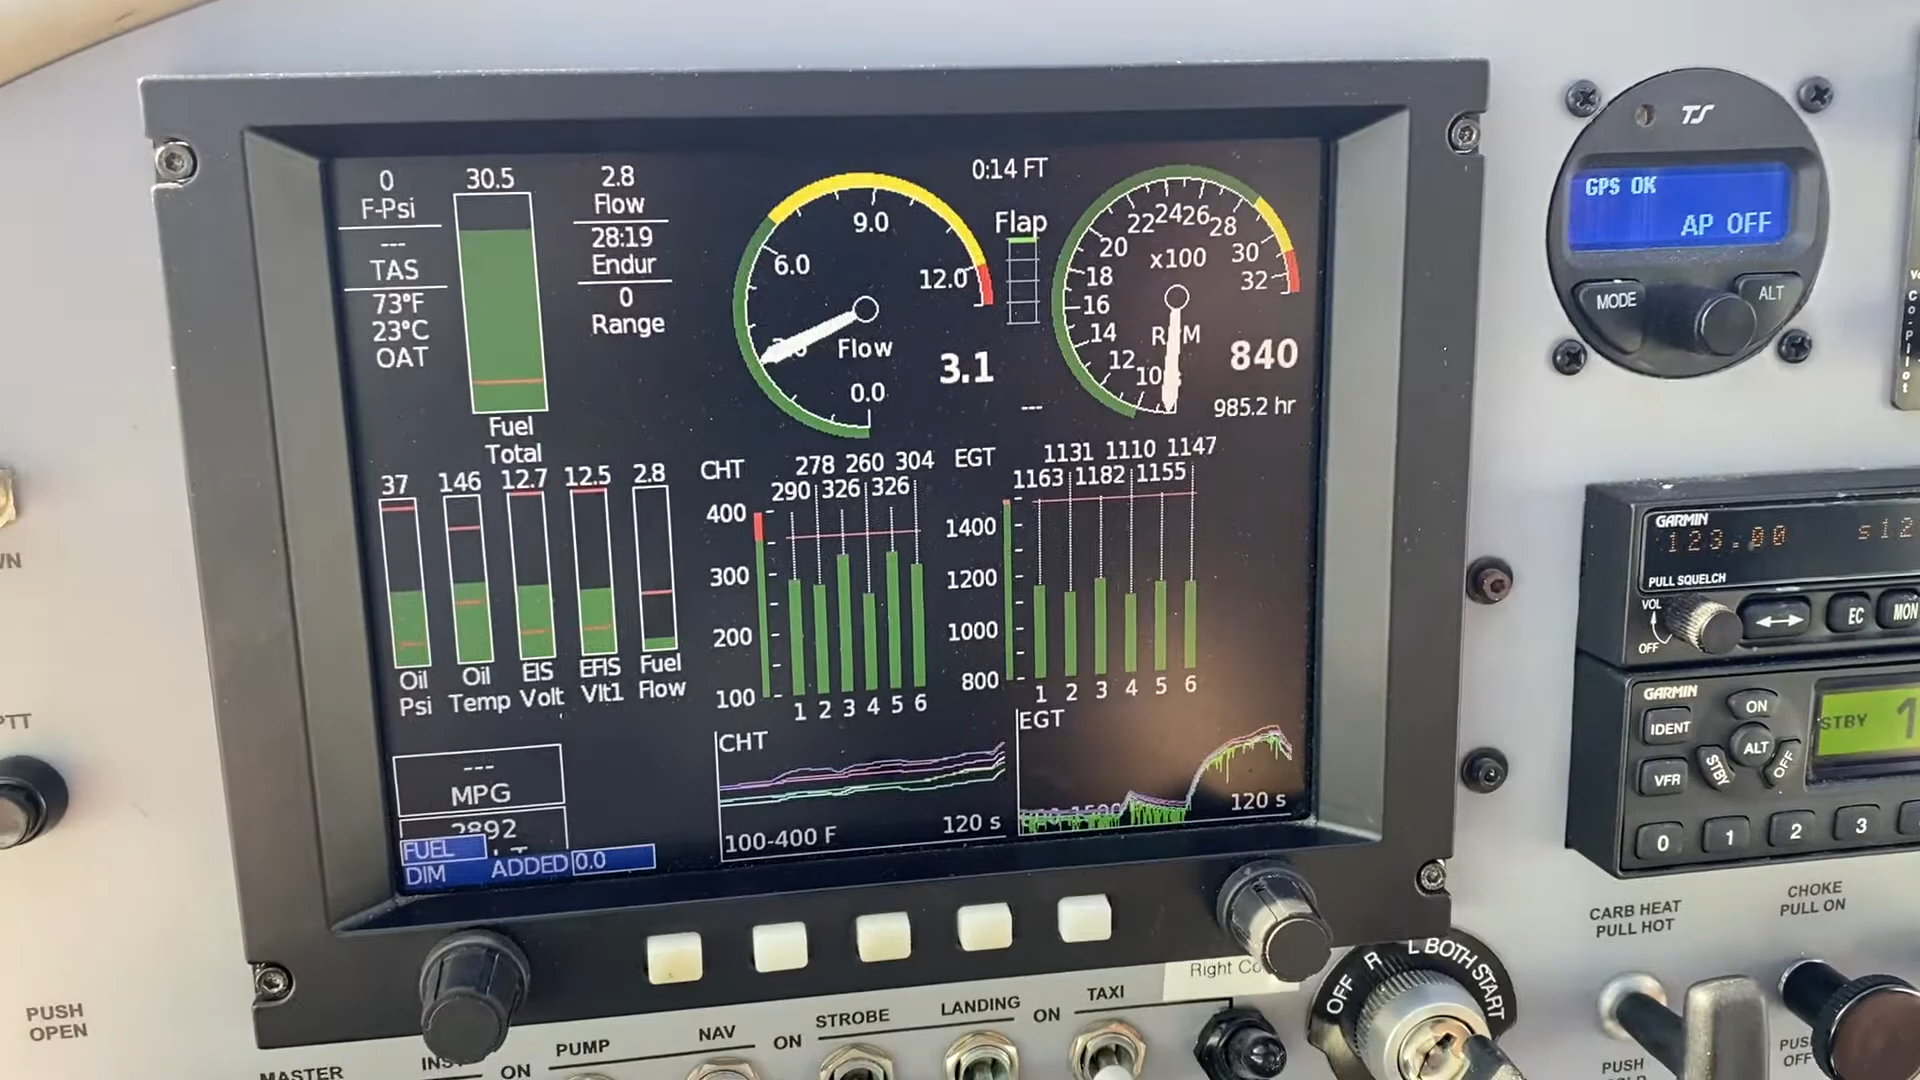 0
F-Psi
---
TAS
73°F
23°C
OAT
30.5
Fuel
Total
2.8
Flow
28:19
Endur
0
Range
9.0
6.0
12.0
Flow
0.0
3.1
0:14 FT
Flap
---
22 24 26 28
20
30
18
32
16
14
12
10
x100
RPM
840
985.2 hr
37
Oil
Psi
146
Oil
Temp
12.7
EIS
Volt
12.5
EFIS
Vlt1
2.8
Fuel
Flow
CHT
278 260 304
290 326 326
400
300
200
100
1 2 3 4 5 6
EGT
1131 1110 1147
1163 1182 1155
1400
1200
1000
800
1 2 3 4 5 6
---
MPG
2892
FUEL
DIM
ADDED 0.0
CHT
100-400 F
120 s
EGT
120 s
TS
GPS OK
AP OFF
MODE
ALT
Co-Pilot
GARMIN
123.00
s12
PULL SQUELCH
VOL
OFF
EC
MON
GARMIN
IDENT
ON
ALT
VFR
STBY
OFF
STBY 1
0 1 2 3
CARB HEAT
PULL HOT
CHOKE
PULL ON
PUSH
PUSH
OFF
OFF R L BOTH START
Right Co
MASTER
ON
PUMP
NAV
ON
STROBE
LANDING
ON
TAXI
PUSH
OPEN